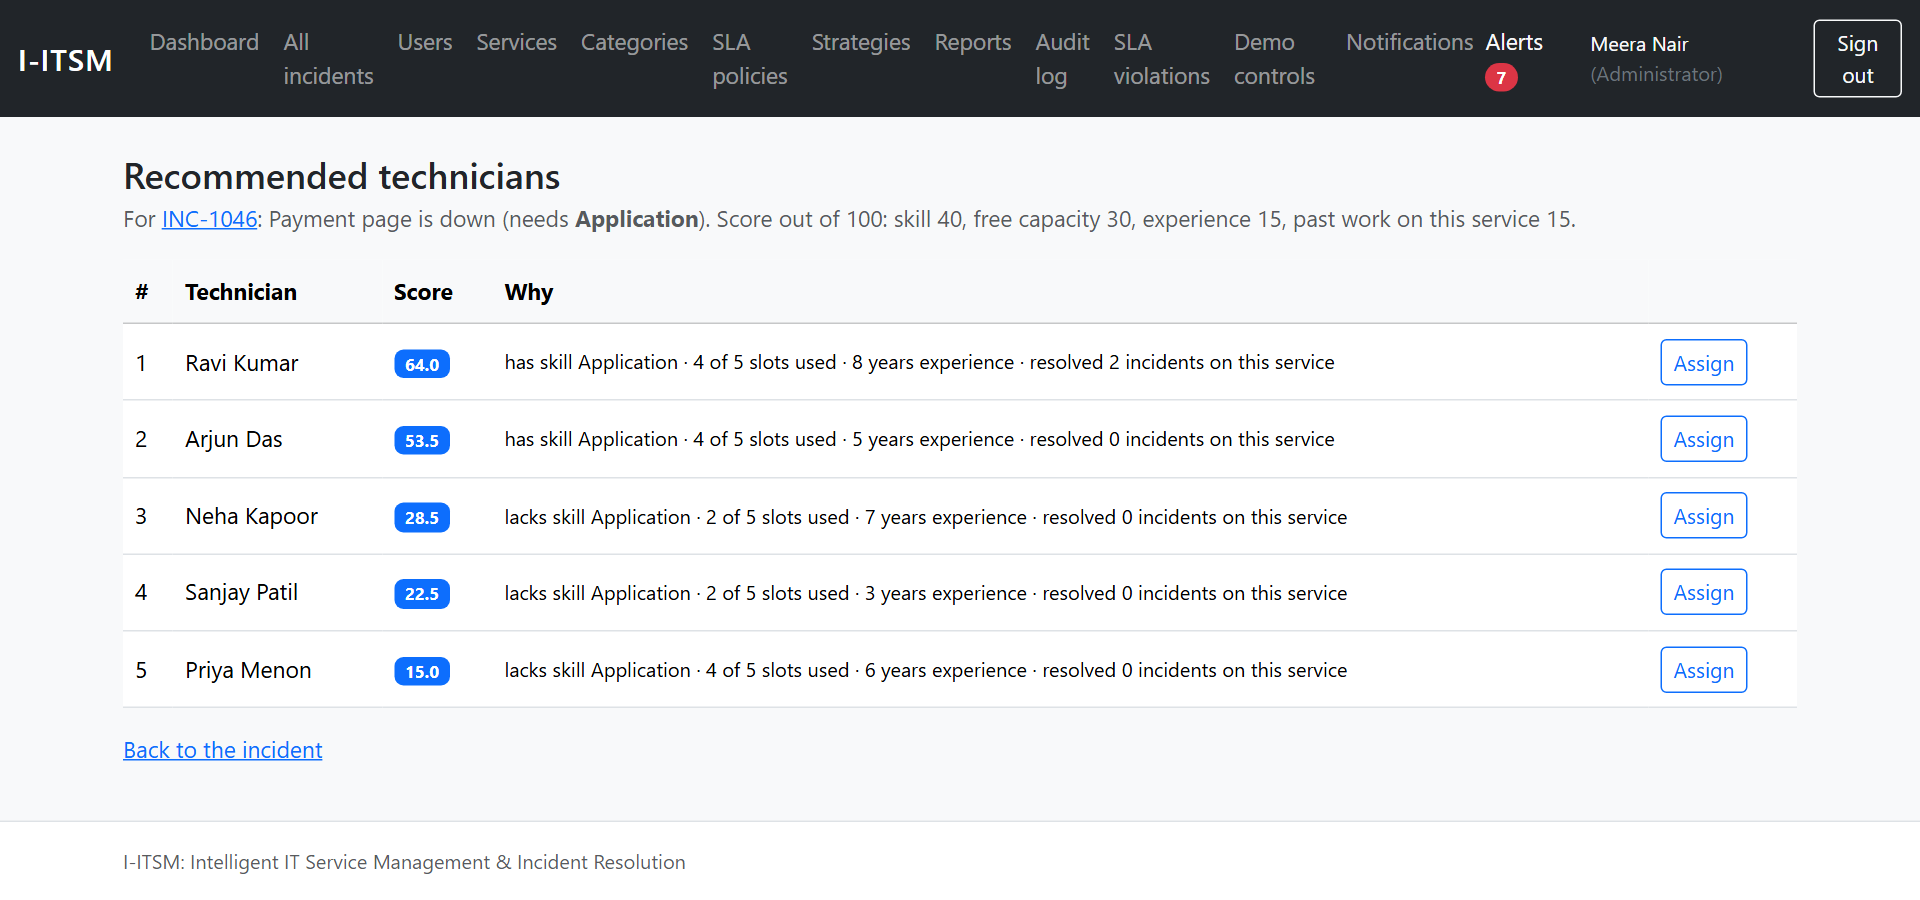 I-ITSM
Dashboard
All incidents
Users
Services
Categories
SLA policies
Strategies
Reports
Audit log
SLA violations
Demo controls
Notifications
Alerts 7
Meera Nair (Administrator)
Sign out
Recommended technicians
For INC-1046: Payment page is down (needs Application). Score out of 100: skill 40, free capacity 30, experience 15, past work on this service 15.
# Technician Score Why
1 Ravi Kumar 64.0 has skill Application · 4 of 5 slots used · 8 years experience · resolved 2 incidents on this service Assign
2 Arjun Das 53.5 has skill Application · 4 of 5 slots used · 5 years experience · resolved 0 incidents on this service Assign
3 Neha Kapoor 28.5 lacks skill Application · 2 of 5 slots used · 7 years experience · resolved 0 incidents on this service Assign
4 Sanjay Patil 22.5 lacks skill Application · 2 of 5 slots used · 3 years experience · resolved 0 incidents on this service Assign
5 Priya Menon 15.0 lacks skill Application · 4 of 5 slots used · 6 years experience · resolved 0 incidents on this service Assign
Back to the incident
I-ITSM: Intelligent IT Service Management & Incident Resolution